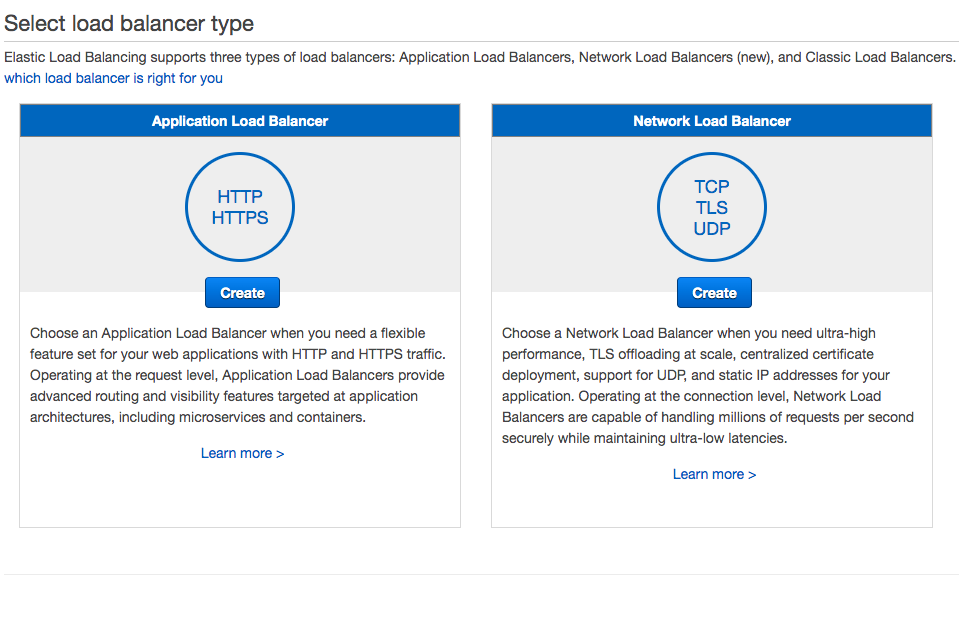 Select load balancer type
Elastic Load Balancing supports three types of load balancers: Application Load Balancers, Network Load Balancers (new), and Classic Load Balancers.
which load balancer is right for you
Application Load Balancer
HTTP
HTTPS
Create
Choose an Application Load Balancer when you need a flexible
feature set for your web applications with HTTP and HTTPS traffic.
Operating at the request level, Application Load Balancers provide
advanced routing and visibility features targeted at application
architectures, including microservices and containers.
Learn more >
Network Load Balancer
TCP
TLS
UDP
Create
Choose a Network Load Balancer when you need ultra-high
performance, TLS offloading at scale, centralized certificate
deployment, support for UDP, and static IP addresses for your
application. Operating at the connection level, Network Load
Balancers are capable of handling millions of requests per second
securely while maintaining ultra-low latencies.
Learn more >